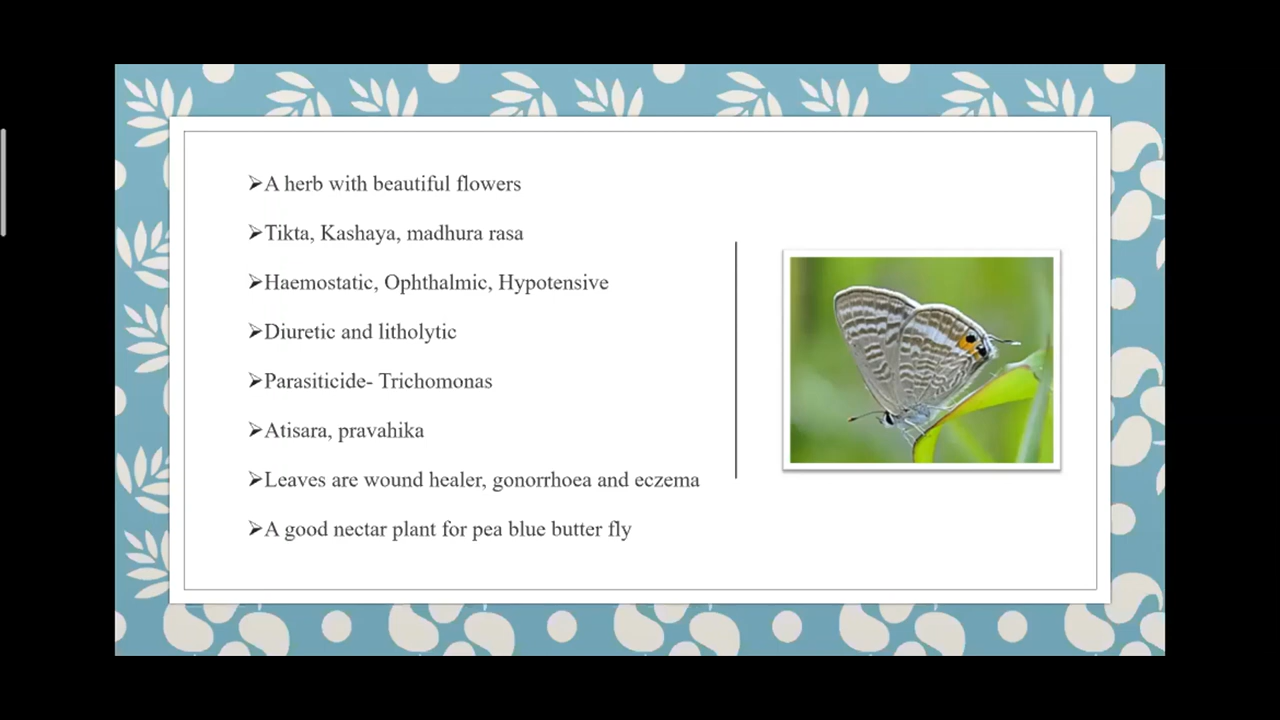 ➢A herb with beautiful flowers
➢Tikta, Kashaya, madhura rasa
➢Haemostatic, Ophthalmic, Hypotensive
➢Diuretic and litholytic
➢Parasiticide- Trichomonas
➢Atisara, pravahika
➢Leaves are wound healer, gonorrhoea and eczema
➢A good nectar plant for pea blue butter fly